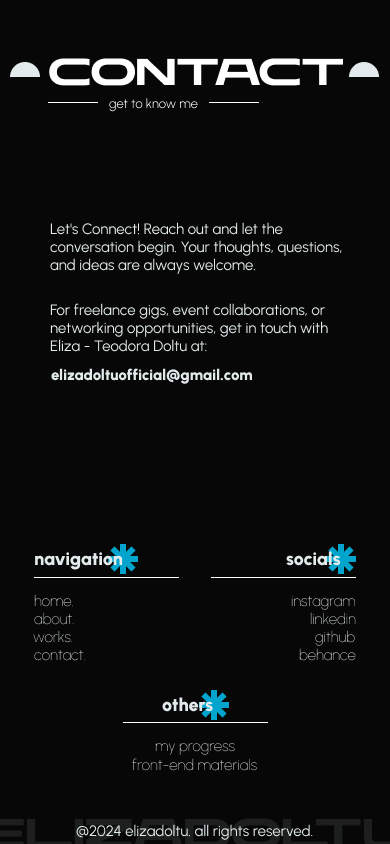 CONTACT
get to know me
Let's Connect! Reach out and let the
conversation begin. Your thoughts, questions,
and ideas are always welcome.
For freelance gigs, event collaborations, or
networking opportunities, get in touch with
Eliza - Teodora Doltu at:
elizadoltuofficial@gmail.com
navigation
home.
about.
works.
contact.
socials
instagram
linkedin
github
behance
others
my progress
front-end materials
ELIZADOLTU
@2024 elizadoltu. all rights reserved.